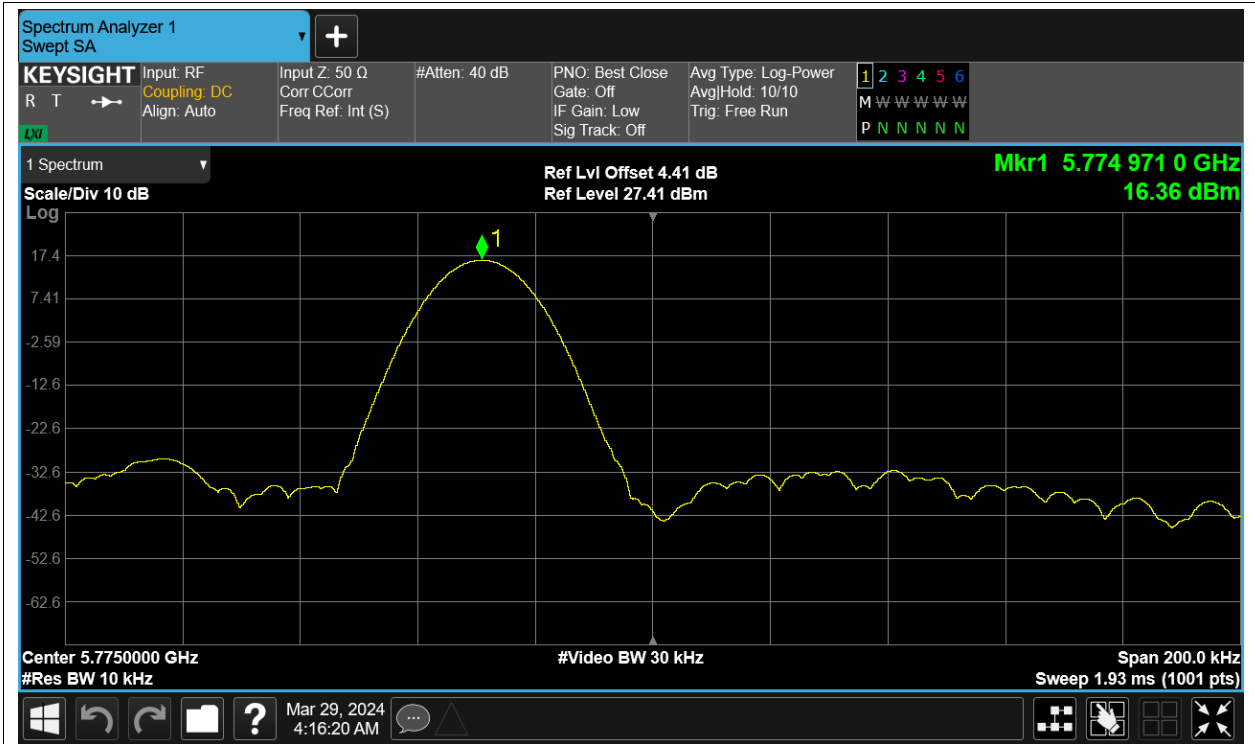 Spectrum Analyzer 1
Swept SA
KEYSIGHT
R T
LXI
Input: RF
Coupling: DC
Align: Auto
Input Z: 50 Ω
Corr CCorr
Freq Ref: Int (S)
#Atten: 40 dB
PNO: Best Close
Gate: Off
IF Gain: Low
Sig Track: Off
Avg Type: Log-Power
Avg|Hold: 10/10
Trig: Free Run
1 2 3 4 5 6
M W W W W W
P N N N N N
1 Spectrum
Scale/Div 10 dB
Log
Ref Lvl Offset 4.41 dB
Ref Level 27.41 dBm
Mkr1 5.774 971 0 GHz
16.36 dBm
1
17.4
7.41
-2.59
-12.6
-22.6
-32.6
-42.6
-52.6
-62.6
Center 5.7750000 GHz
#Res BW 10 kHz
#Video BW 30 kHz
Span 200.0 kHz
Sweep 1.93 ms (1001 pts)
?
Mar 29, 2024
4:16:20 AM